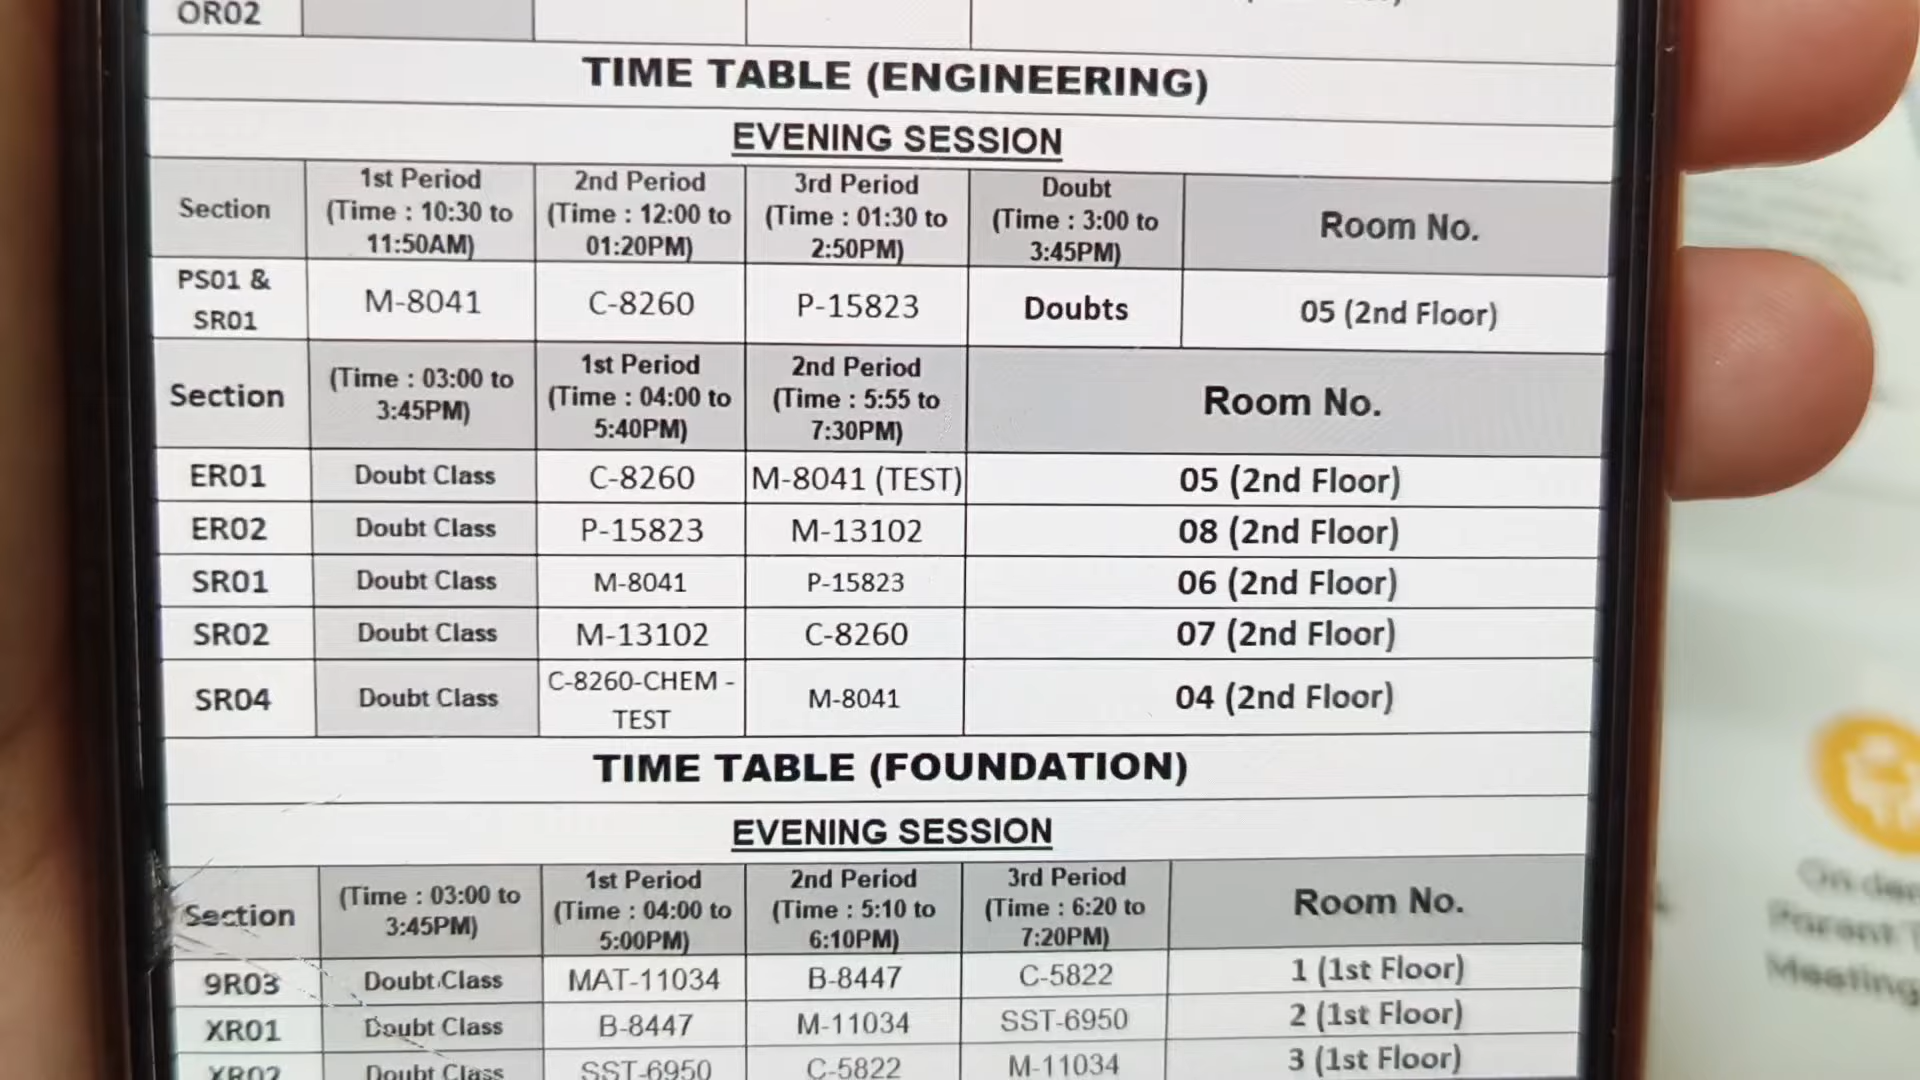 OR02
TIME TABLE (ENGINEERING)
EVENING SESSION
Section
1st Period
(Time : 10:30 to
11:50AM)
2nd Period
(Time : 12:00 to
01:20PM)
3rd Period
(Time : 01:30 to
2:50PM)
Doubt
(Time : 3:00 to
3:45PM)
Room No.
PS01 &
SR01
M-8041
C-8260
P-15823
Doubts
05 (2nd Floor)
Section
(Time : 03:00 to
3:45PM)
1st Period
(Time : 04:00 to
5:40PM)
2nd Period
(Time : 5:55 to
7:30PM)
Room No.
ER01 Doubt Class C-8260 M-8041 (TEST) 05 (2nd Floor)
ER02 Doubt Class P-15823 M-13102 08 (2nd Floor)
SR01 Doubt Class M-8041 P-15823 06 (2nd Floor)
SR02 Doubt Class M-13102 C-8260 07 (2nd Floor)
SR04 Doubt Class
C-8260-CHEM -
TEST
M-8041 04 (2nd Floor)
TIME TABLE (FOUNDATION)
EVENING SESSION
Section
(Time : 03:00 to
3:45PM)
1st Period
(Time : 04:00 to
5:00PM)
2nd Period
(Time : 5:10 to
6:10PM)
3rd Period
(Time : 6:20 to
7:20PM)
Room No.
9R03 Doubt Class MAT-11034 B-8447 C-5822 1 (1st Floor)
XR01 Doubt Class B-8447 M-11034 SST-6950 2 (1st Floor)
XR02 Doubt Class SST-6950 C-5822 M-11034 3 (1st Floor)
Parent
Meeting